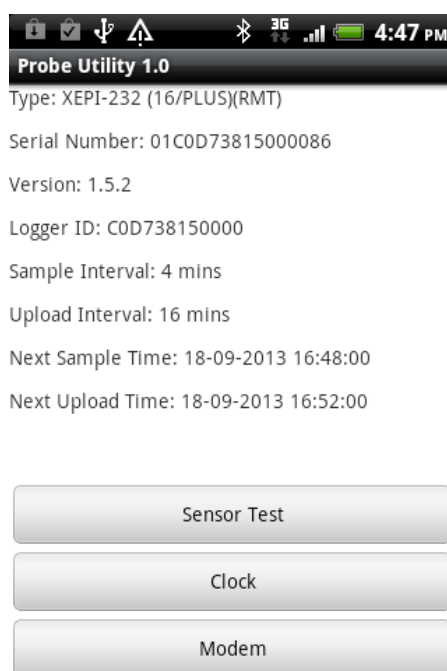 3G
4:47 PM
Probe Utility 1.0
Type: XEPI-232 (16/PLUS)(RMT)
Serial Number: 01C0D73815000086
Version: 1.5.2
Logger ID: C0D738150000
Sample Interval: 4 mins
Upload Interval: 16 mins
Next Sample Time: 18-09-2013 16:48:00
Next Upload Time: 18-09-2013 16:52:00
Sensor Test
Clock
Modem